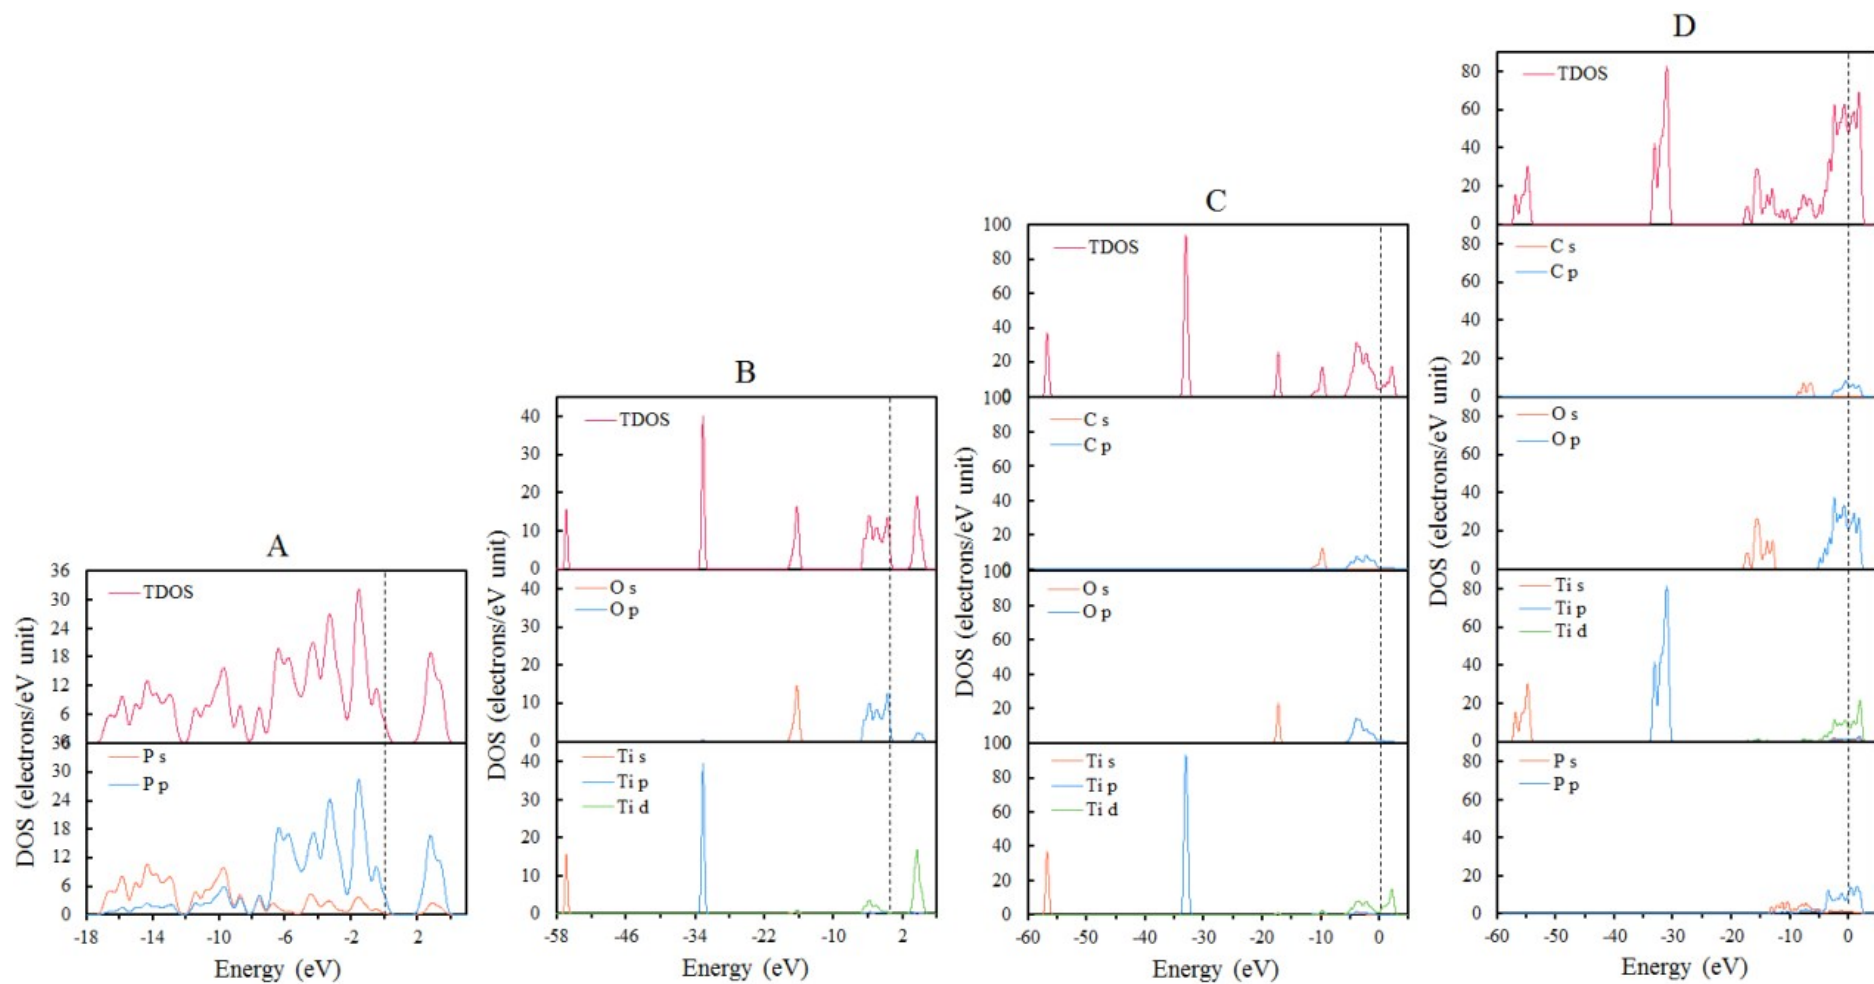 A
DOS (electrons/eV unit)
36
30
24
18
12
6
TDOS
36
30
24
18
12
6
0
P s
P p
-18 -14 -10 -6 -2 2
Energy (eV)
B
DOS (electrons/eV unit)
40
30
20
10
0
TDOS
40
30
20
10
0
O s
O p
40
30
20
10
0
Ti s
Ti p
Ti d
-58 -46 -34 -22 -10 2
Energy (eV)
C
DOS (electrons/eV unit)
100
80
60
40
20
TDOS
100
80
60
40
20
0
C s
C p
100
80
60
40
20
0
O s
O p
100
80
60
40
20
0
Ti s
Ti p
Ti d
-60 -50 -40 -30 -20 -10 0
Energy (eV)
D
DOS (electrons/eV unit)
80
60
40
20
0
TDOS
80
60
40
20
0
C s
C p
80
60
40
20
0
O s
O p
80
60
40
20
0
Ti s
Ti p
Ti d
80
60
40
20
0
P s
P p
-60 -50 -40 -30 -20 -10 0
Energy (eV)